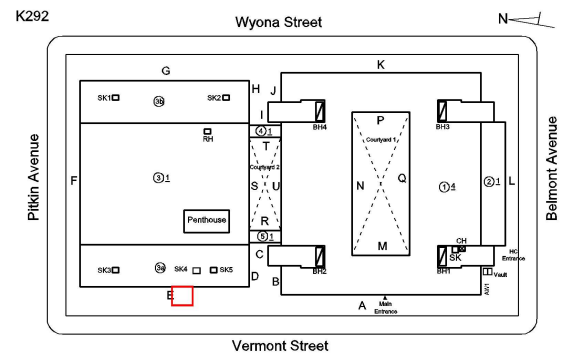 K292
Wyona Street
N
G
K
H
J
SK1
3b
SK2
I
BH4
BH3
RH
4 1
T
Courtyard 2
P
Courtyard 1
Pitkin Avenue
F
3 1
S
U
N
Q
1 4
2 1
L
Belmont Avenue
Penthouse
R
5 1
M
CH
SK
HC
Entrance
C
SK3
3a
SK4
SK5
D
BH2
B
BH1
Vault
AW1
E
A
Main
Entrance
Vermont Street